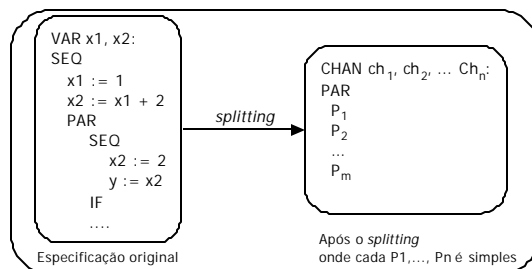 VAR x1, x2:
SEQ
x1 := 1
x2 := x1 + 2
PAR
SEQ
x2 := 2
y := x2
IF
....
Especificação original
splitting
CHAN ch1, ch2, ... Chn:
PAR
P1
P2
...
Pm
Após o splitting
onde cada P1,..., Pn é simples